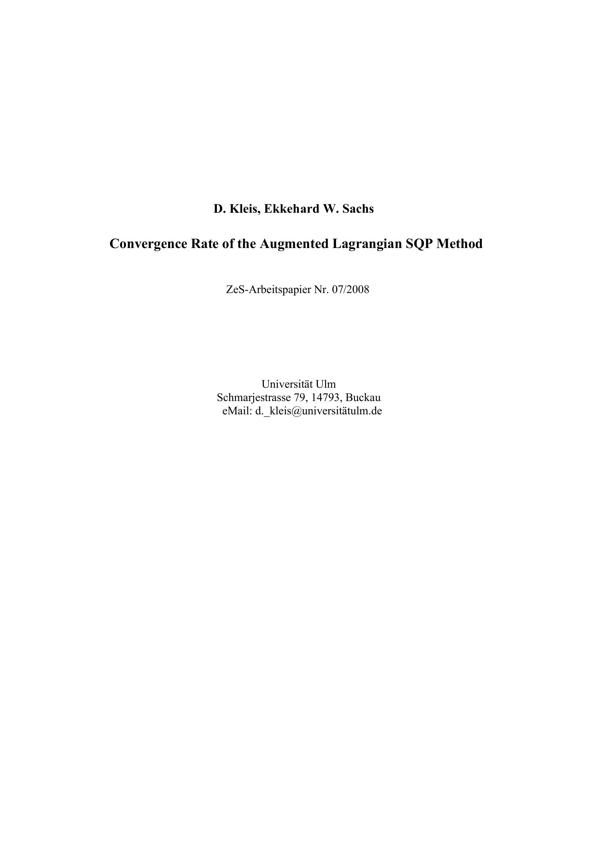 D. Kleis, Ekkehard W. Sachs
Convergence Rate of the Augmented Lagrangian SQP Method
ZeS-Arbeitspapier Nr. 07/2008
Universität Ulm
Schmarjestrasse 79, 14793, Buckau
eMail: d._kleis@universitätulm.de